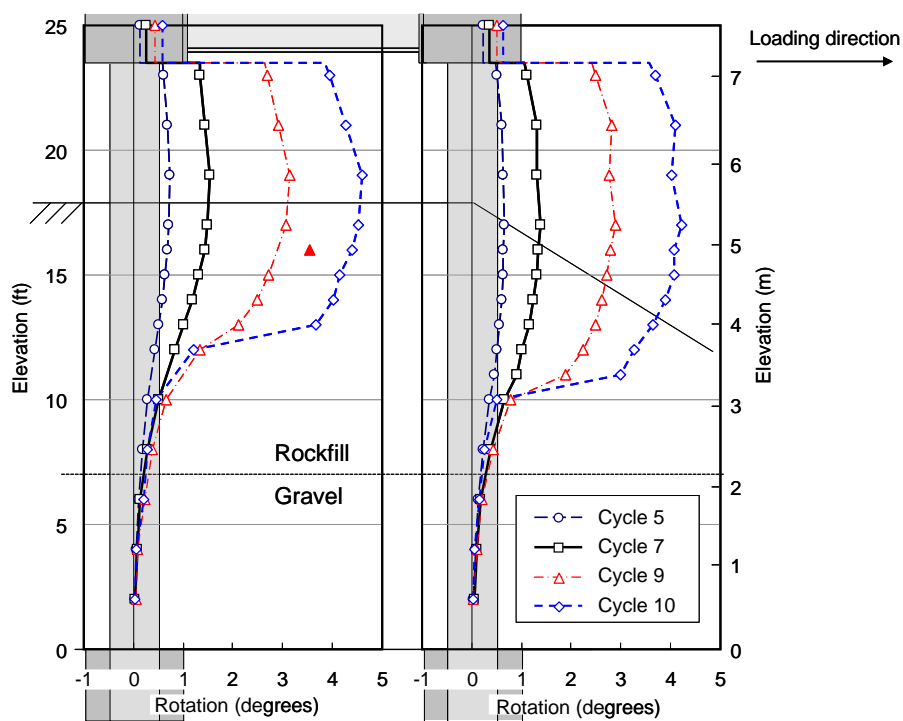 Loading direction
25
20
15
10
5
0
Elevation (ft)
7
6
5
4
3
2
1
0
Elevation (m)
Rockfill
Gravel
Cycle 5
Cycle 7
Cycle 9
Cycle 10
-1 0 1 2 3 4 5
-1 0 1 2 3 4 5
Rotation (degrees)
Rotation (degrees)